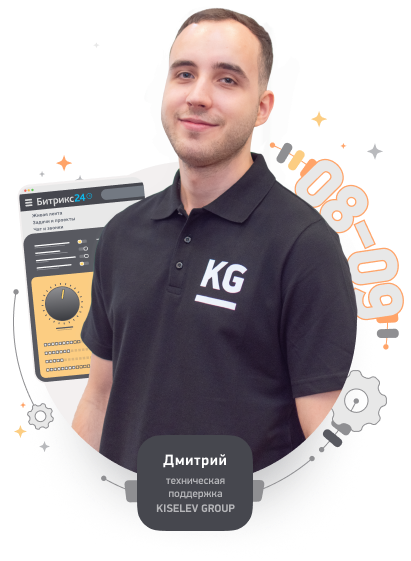 08–09
Битрикс24
Живая лента
Задачи и проекты
Чат и звонки
KG
Дмитрий
техническая
поддержка
KISELEV GROUP